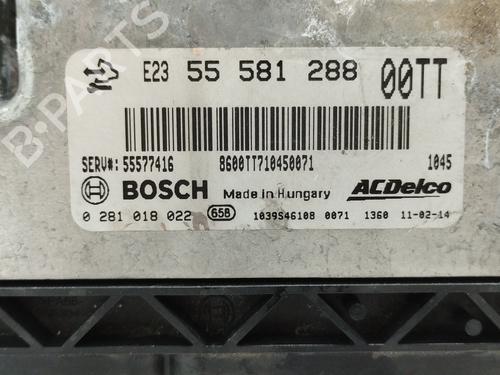 E23 55 581 288 00TT
SERV#:55577416 8600TT710450071 1045
BOSCH Made in Hungary ACDelco
0 281 018 022 65B 1039S46108 0071 1360 11-02-14
B-PARTS